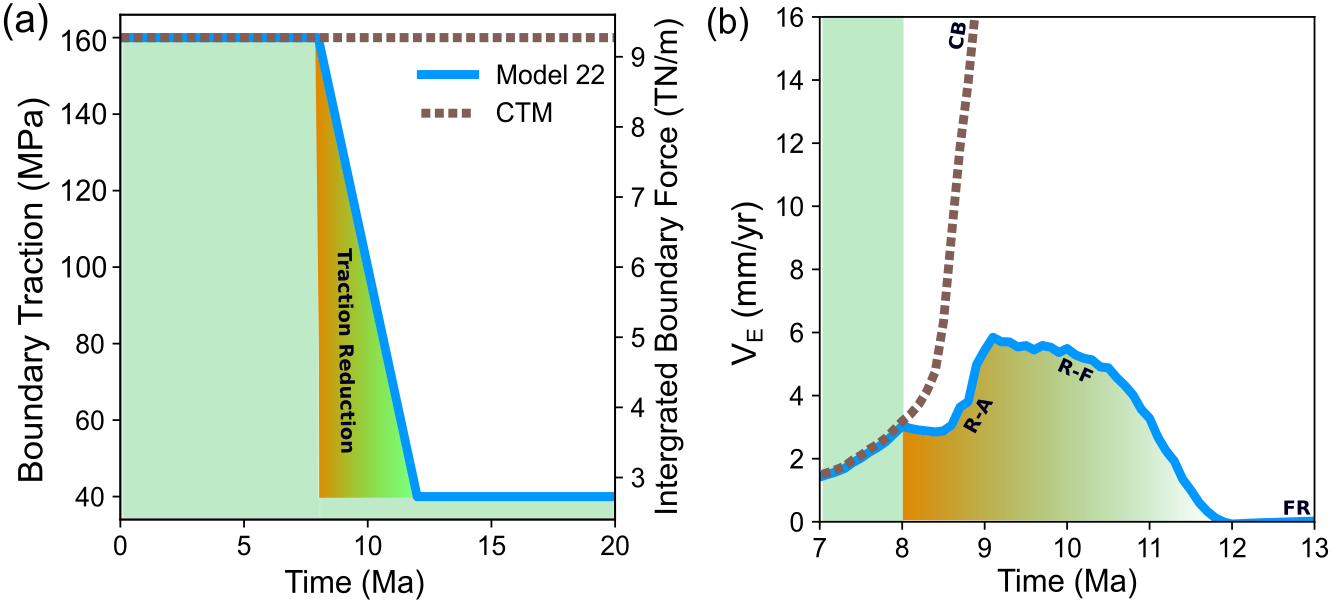 (a)
160
140
120
100
80
60
40
Boundary Traction (MPa)
0
5
10
15
20
Time (Ma)
9
8
7
6
5
4
3
Intergrated Boundary Force (TN/m)
Model 22
CTM
Traction Reduction
(b)
16
14
12
10
8
6
4
2
0
V_E (mm/yr)
7
8
9
10
11
12
13
Time (Ma)
CB
R-A
R-F
FR